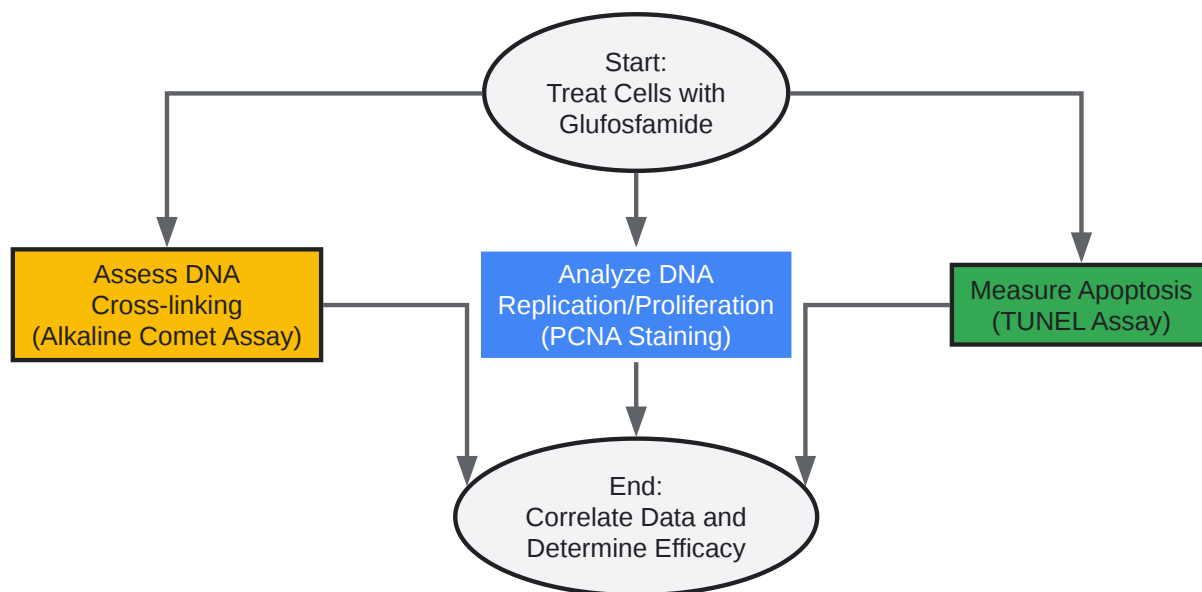 Start:
Treat Cells with
Glufosfamide
Assess DNA
Cross-linking
(Alkaline Comet Assay)
Analyze DNA
Replication/Proliferation
(PCNA Staining)
Measure Apoptosis
(TUNEL Assay)
End:
Correlate Data and
Determine Efficacy